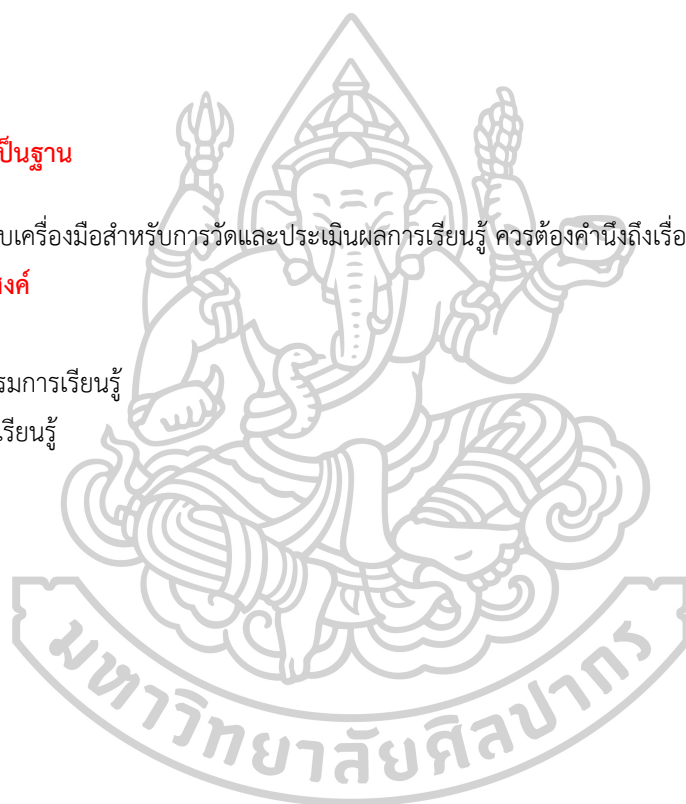 ป็นฐาน
บเครื่องมือสำหรับการวัดและประเมินผลการเรียนรู้ ควรต้องคำนึงถึงเรื่อ
งค์
รมการเรียนรู้
เรียนรู้
มหาวิทยาลัยศิลปากร